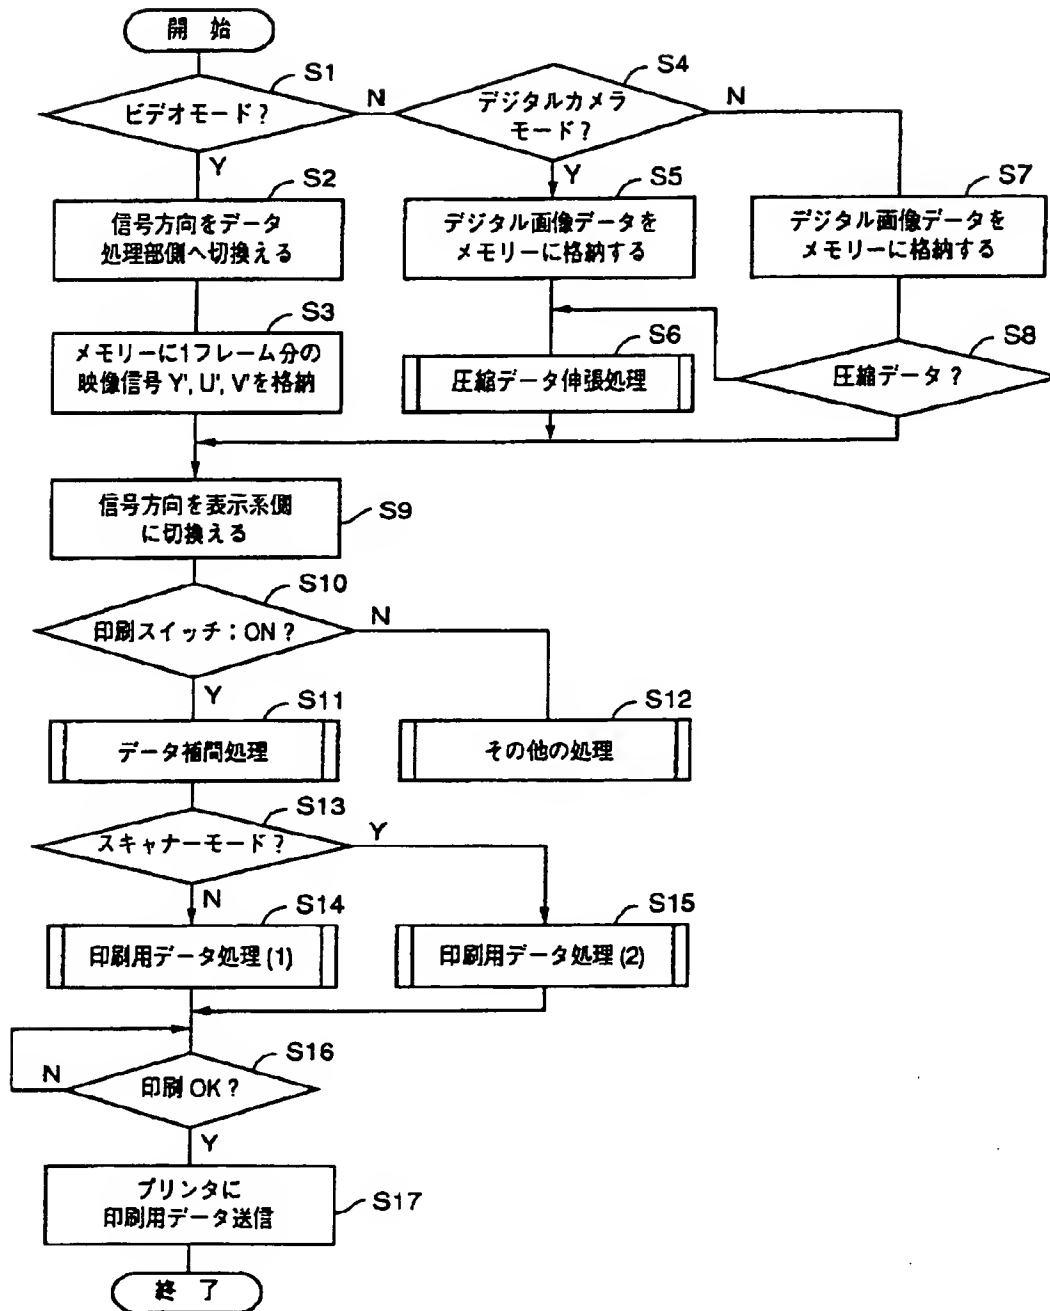 開 始
S1
ビデオモード?
N
Y
S4
デジタルカメラ
モード?
N
Y
S2
信号方向をデータ
処理部側へ切換える
S5
デジタル画像データを
メモリーに格納する
S7
デジタル画像データを
メモリーに格納する
S3
メモリーに1フレーム分の
映像信号 Y', U', V'を格納
S6
圧縮データ伸張処理
S8
圧縮データ?
信号方向を表示系側
に切換える
S9
S10
印刷スイッチ:ON?
N
Y
S11
データ補間処理
S12
その他の処理
S13
スキャナーモード?
Y
N
S14
印刷用データ処理(1)
S15
印刷用データ処理(2)
S16
印刷OK?
N
Y
プリンタに
印刷用データ送信
S17
終 了